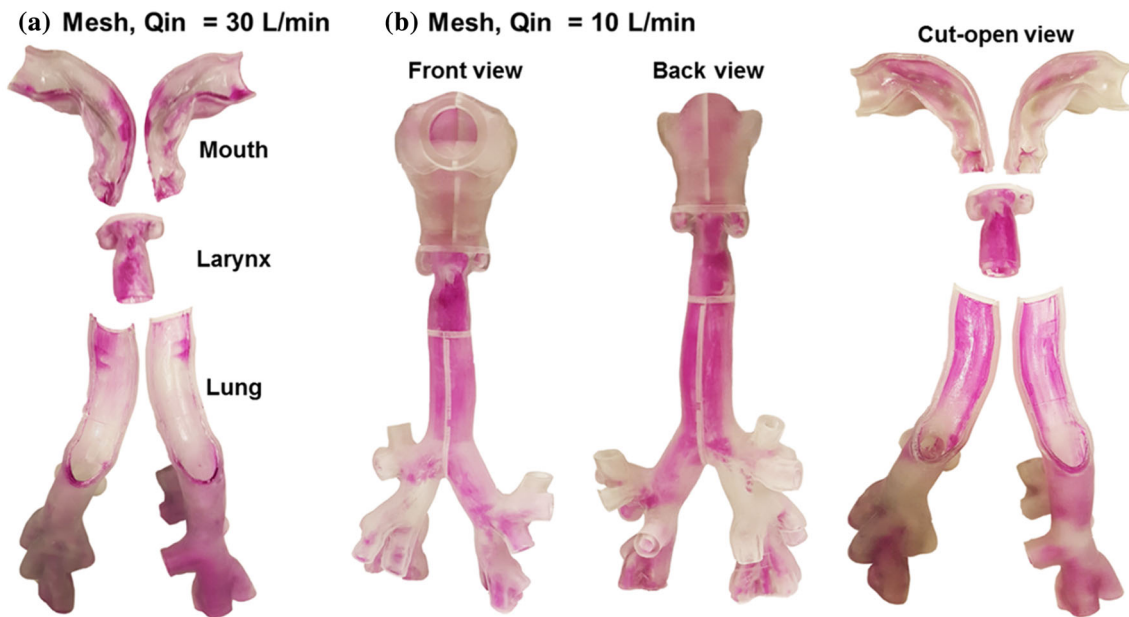 (a) Mesh, Qin = 30 L/min
Mouth
Larynx
Lung
(b) Mesh, Qin = 10 L/min
Front view
Back view
Cut-open view